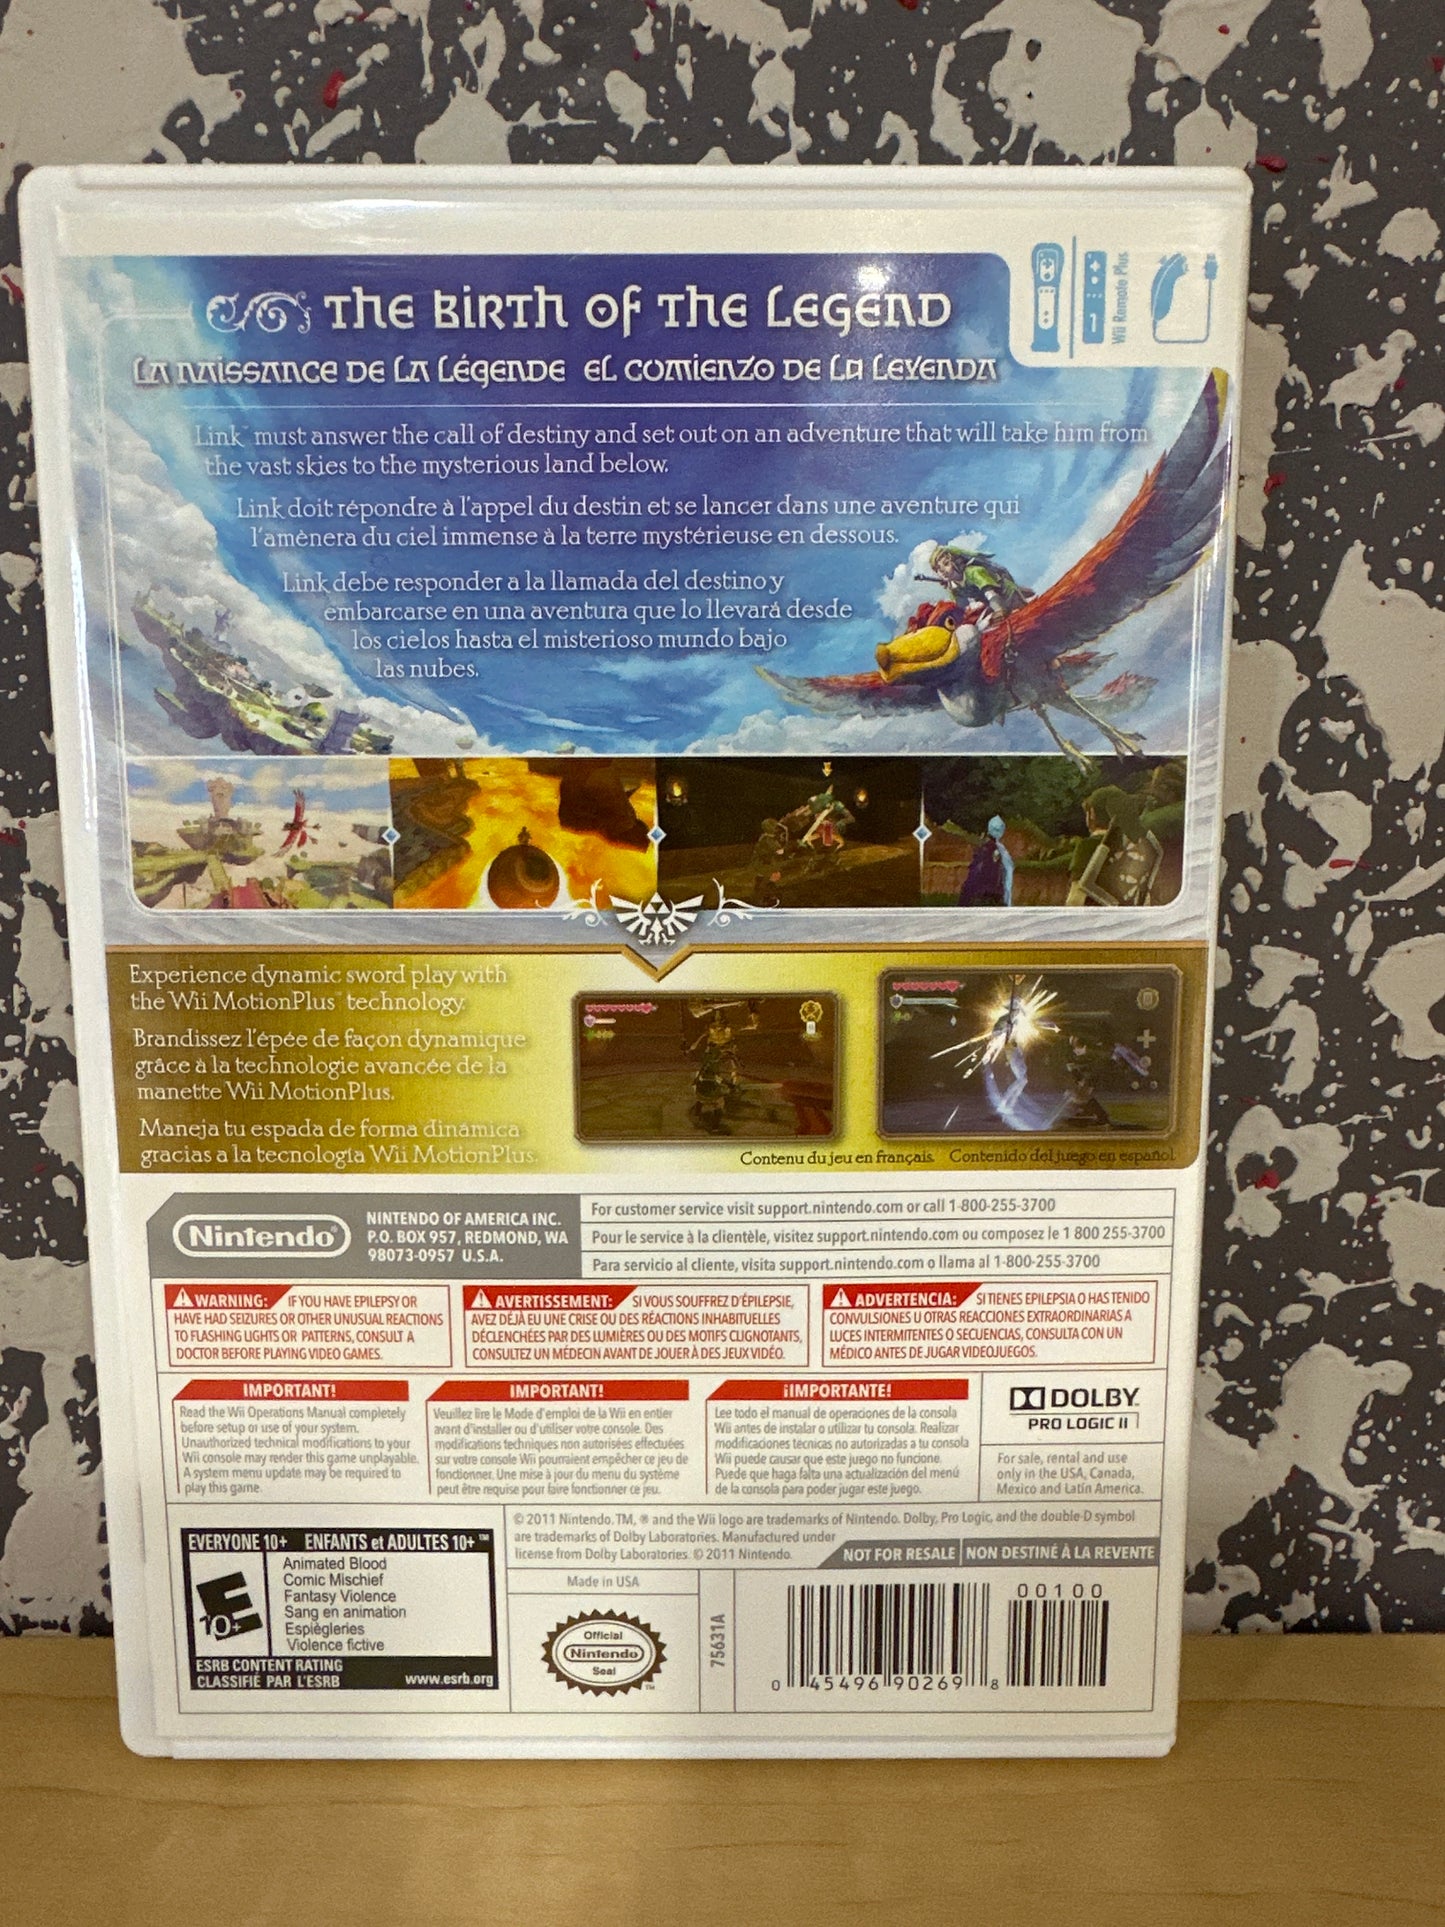 THE BIRTH OF THE LEGEND
LA NAISSANCE DE LA LÉGENDE EL COMIENZO DE LA LEYENDA
Wii Remote Plus
Link™ must answer the call of destiny and set out on an adventure that will take him from
the vast skies to the mysterious land below.
Link doit répondre à l'appel du destin et se lancer dans une aventure qui
l'amènera du ciel immense à la terre mystérieuse en dessous.
Link debe responder a la llamada del destino y
embarcarse en una aventura que lo llevará desde
los cielos hasta el misterioso mundo bajo
las nubes.
Experience dynamic sword play with
the Wii MotionPlus™ technology.
Brandissez l'épée de façon dynamique
grâce à la technologie avancée de la
manette Wii MotionPlus.
Maneja tu espada de forma dinámica
gracias a la tecnología Wii MotionPlus.
Contenu du jeu en français. Contenido del juego en español.
Nintendo®
NINTENDO OF AMERICA INC.
P.O. BOX 957, REDMOND, WA
98073-0957 U.S.A.
For customer service visit support.nintendo.com or call 1-800-255-3700
Pour le service à la clientèle, visitez support.nintendo.com ou composez le 1 800 255-3700
Para servicio al cliente, visita support.nintendo.com o llama al 1-800-255-3700
WARNING: IF YOU HAVE EPILEPSY OR
HAVE HAD SEIZURES OR OTHER UNUSUAL REACTIONS
TO FLASHING LIGHTS OR PATTERNS, CONSULT A
DOCTOR BEFORE PLAYING VIDEO GAMES.
AVERTISSEMENT: SI VOUS SOUFFREZ D'ÉPILEPSIE,
AVEZ DÉJÀ EU UNE CRISE OU DES RÉACTIONS INHABITUELLES
DÉCLENCHÉES PAR DES LUMIÈRES OU DES MOTIFS CLIGNOTANTS,
CONSULTEZ UN MÉDECIN AVANT DE JOUER À DES JEUX VIDÉO.
ADVERTENCIA: SI TIENES EPILEPSIA O HAS TENIDO
CONVULSIONES U OTRAS REACCIONES EXTRAORDINARIAS A
LUCES INTERMITENTES O SECUENCIAS, CONSULTA CON UN
MÉDICO ANTES DE JUGAR VIDEOJUEGOS.
IMPORTANT!
Read the Wii Operations Manual completely
before setup or use of your system.
Unauthorized technical modifications to your
Wii console may render this game unplayable.
A system menu update may be required to
play this game.
IMPORTANT!
Veuillez lire le Mode d'emploi de la Wii en entier
avant d'installer ou d'utiliser votre console. Des
modifications techniques non autorisées effectuées
sur votre console Wii pourraient empêcher ce jeu de
fonctionner. Une mise à jour du menu du système
peut être requise pour faire fonctionner ce jeu.
¡IMPORTANTE!
Lee todo el manual de operaciones de la consola
Wii antes de instalar o utilizar tu consola. Realizar
modificaciones técnicas no autorizadas a tu consola
Wii puede causar que este juego no funcione.
Puede que haga falta una actualización del menú
de la consola para poder jugar este juego.
DOLBY.
PRO LOGIC II
For sale, rental and use
only in the USA, Canada,
Mexico and Latin America.
© 2011 Nintendo. TM, ® and the Wii logo are trademarks of Nintendo. Dolby, Pro Logic, and the double-D symbol
are trademarks of Dolby Laboratories. Manufactured under
license from Dolby Laboratories. © 2011 Nintendo.
NOT FOR RESALE NON DESTINÉ À LA REVENTE
EVERYONE 10+ ENFANTS et ADULTES 10+™
E
10+
Animated Blood
Comic Mischief
Fantasy Violence
Sang en animation
Espiègleries
Violence fictive
ESRB CONTENT RATING
CLASSIFIÉ PAR L'ESRB
www.esrb.org
Made in USA
Official
Nintendo
Seal
™
75631A
00100
0 45496 90269 8